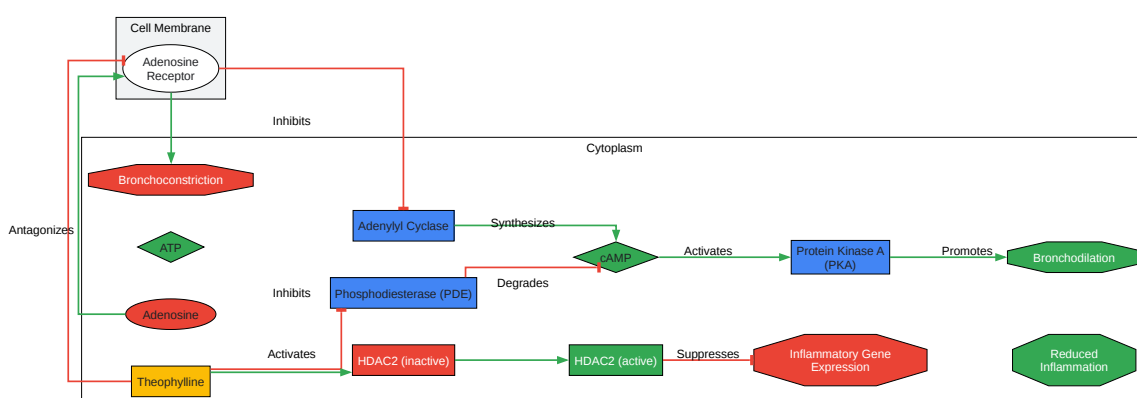 Cell Membrane
Adenosine
Receptor
Inhibits
Cytoplasm
Bronchoconstriction
Antagonizes
Adenylyl Cyclase
Synthesizes
ATP
cAMP
Activates
Protein Kinase A
(PKA)
Promotes
Bronchodilation
Inhibits
Phosphodiesterase (PDE)
Degrades
Adenosine
Activates
HDAC2 (inactive)
HDAC2 (active)
Suppresses
Inflammatory Gene
Expression
Reduced
Inflammation
Theophylline